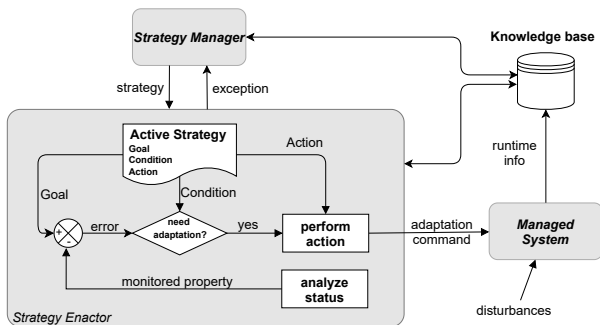 Strategy Manager
Knowledge base
strategy
exception
Active Strategy
Goal
Condition
Action
Action
runtime
info
Goal
Condition
+
-
error
need
adaptation?
yes
perform
action
adaptation
command
Managed
System
monitored property
analyze
status
disturbances
Strategy Enactor